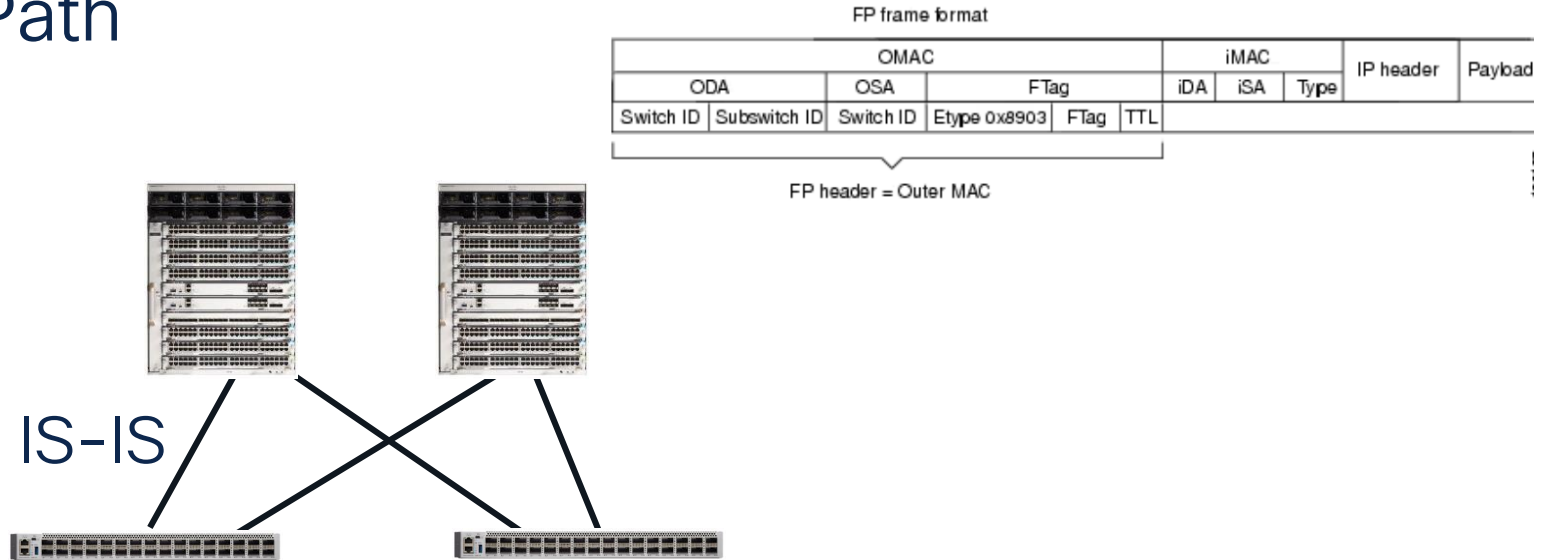 Path
FP frame format
OMAC iMAC IP header Payload
ODA OSA FTag iDA iSA Type
Switch ID Subswitch ID Switch ID Etype 0x8903 FTag TTL
FP header = Outer MAC
IS-IS